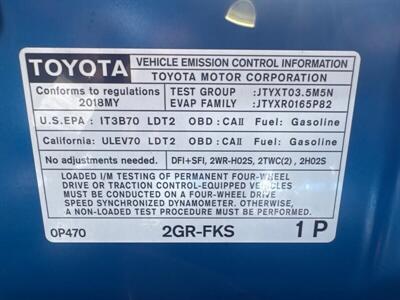 TOYOTA
VEHICLE EMISSION CONTROL INFORMATION
TOYOTA MOTOR CORPORATION
Conforms to regulations
2018MY
TEST GROUP :JTYXT03.5M5N
EVAP FAMILY :JTYXR0165P82
U.S.EPA : IT3B70 LDT2 OBD : CAII Fuel: Gasoline
California: ULEV70 LDT2 OBD : CAII Fuel: Gasoline
No adjustments needed. DFI+SFI, 2WR-H02S, 2TWC(2) , 2H02S
LOADED I/M TESTING OF PERMANENT FOUR-WHEEL
DRIVE OR TRACTION CONTROL-EQUIPPED VEHICLES
MUST BE CONDUCTED ON A FOUR-WHEEL DRIVE
SPEED SYNCHRONIZED DYNAMOMETER. OTHERWISE,
A NON-LOADED TEST PROCEDURE MUST BE PERFORMED.
0P470 2GR-FKS 1 P